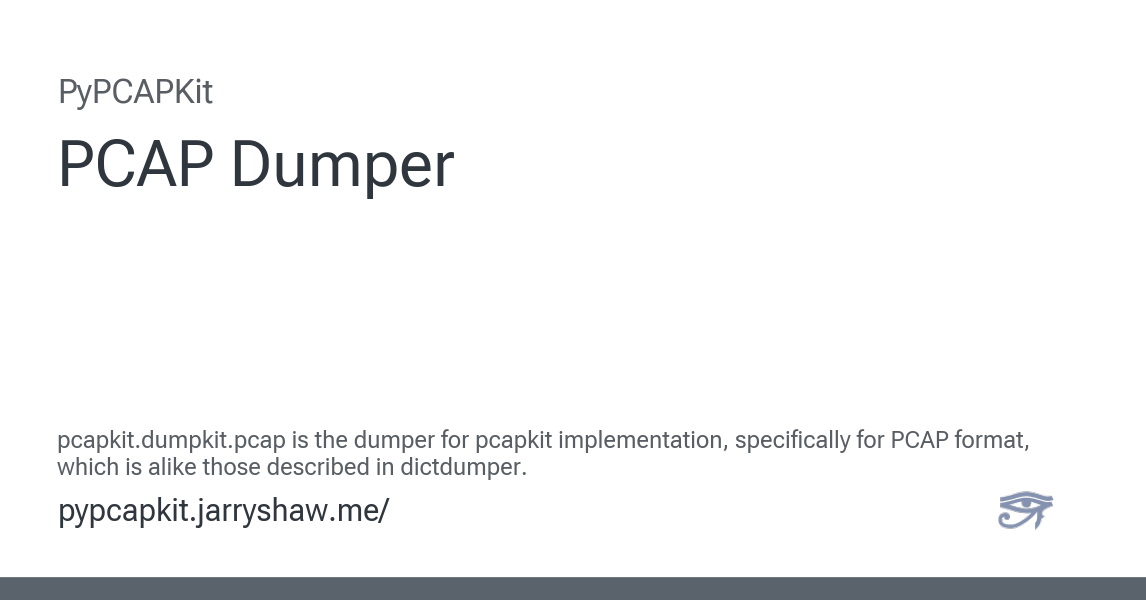 PyPCAPKit
PCAP Dumper
pcapkit.dumpkit.pcap is the dumper for pcapkit implementation, specifically for PCAP format,
which is alike those described in dictdumper.
pypcapkit.jarryshaw.me/